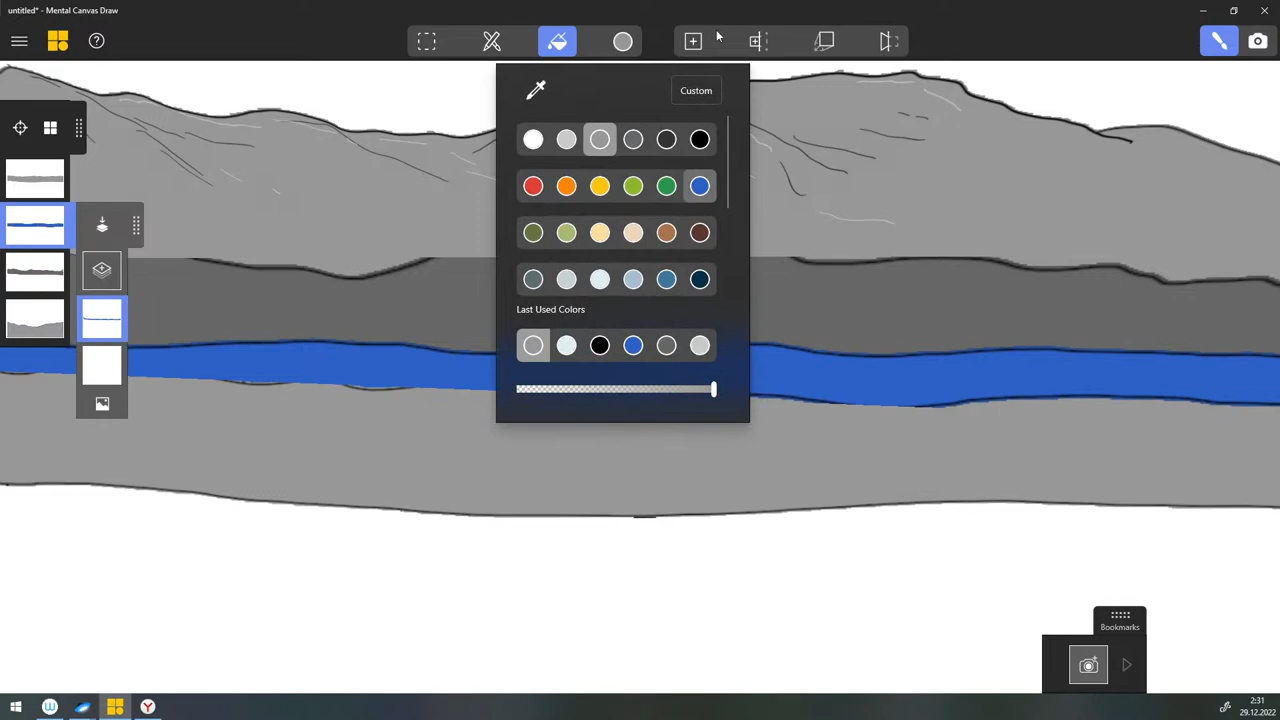 untitled* - Mental Canvas Draw
Custom
Last Used Colors
Bookmarks
2:31
29.12.2022